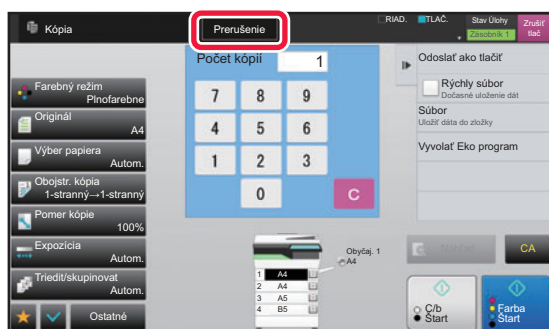 Kópia
Prerušenie
RIAD.
TLAČ.
Stav Úlohy
Zásobník 1
Zrušiť
tlač
Farebný režim
Plnofarebne
Originál
A4
Výber papiera
Autom.
Obojstr. kópia
1-stranný→1-stranný
Pomer kópie
100%
Expozícia
Autom.
Triediť/skupinovat
Autom.
Ostatné
Počet kópií
1
7 8 9
4 5 6
1 2 3
0 C
Obyčaj. 1
A4
1 A4
2 A4
3 A5
4 B5
Odoslať ako tlačiť
Rýchly súbor
Dočasné uloženie dát
Súbor
Uložiť dáta do zložky
Vyvolať Eko program
CA
Č/b
Štart
Farba
Štart